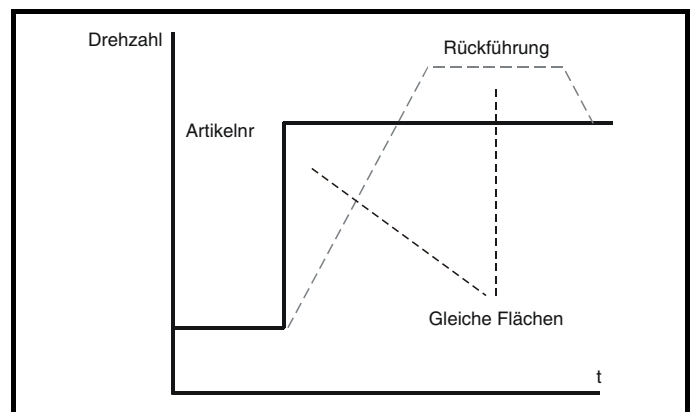 Drehzahl
Rückführung
Artikelnr
Gleiche Flächen
t